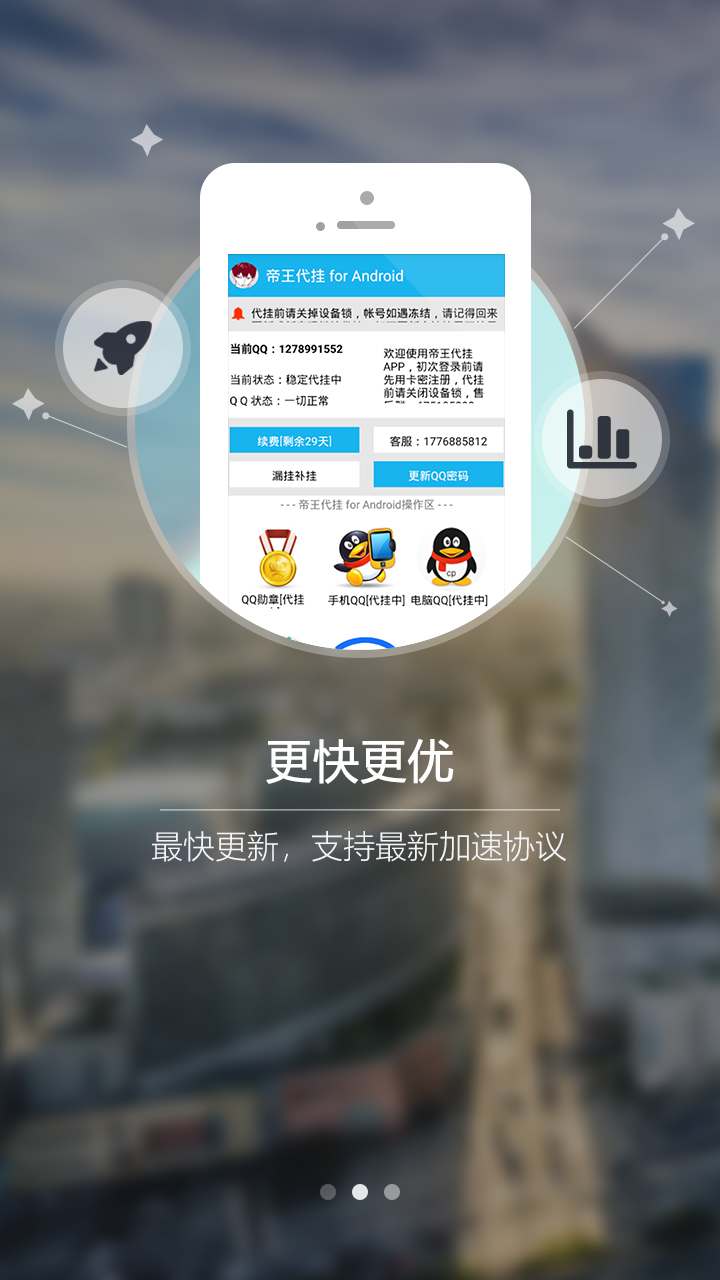 帝王代挂 for Android
代挂前请关掉设备锁，帐号如遇冻结，请记得回来
当前QQ：1278991552
当前状态：稳定代挂中
Q Q 状态：一切正常
欢迎使用帝王代挂
APP，初次登录前请
先用卡密注册，代挂
前请关闭设备锁，售
续费[剩余29天]
客服：1776885812
漏挂补挂
更新QQ密码
- - - 帝王代挂 for Android操作区 - - -
QQ勋章[代挂
手机QQ[代挂中]
电脑QQ[代挂中]
cp
更快更优
最快更新，支持最新加速协议